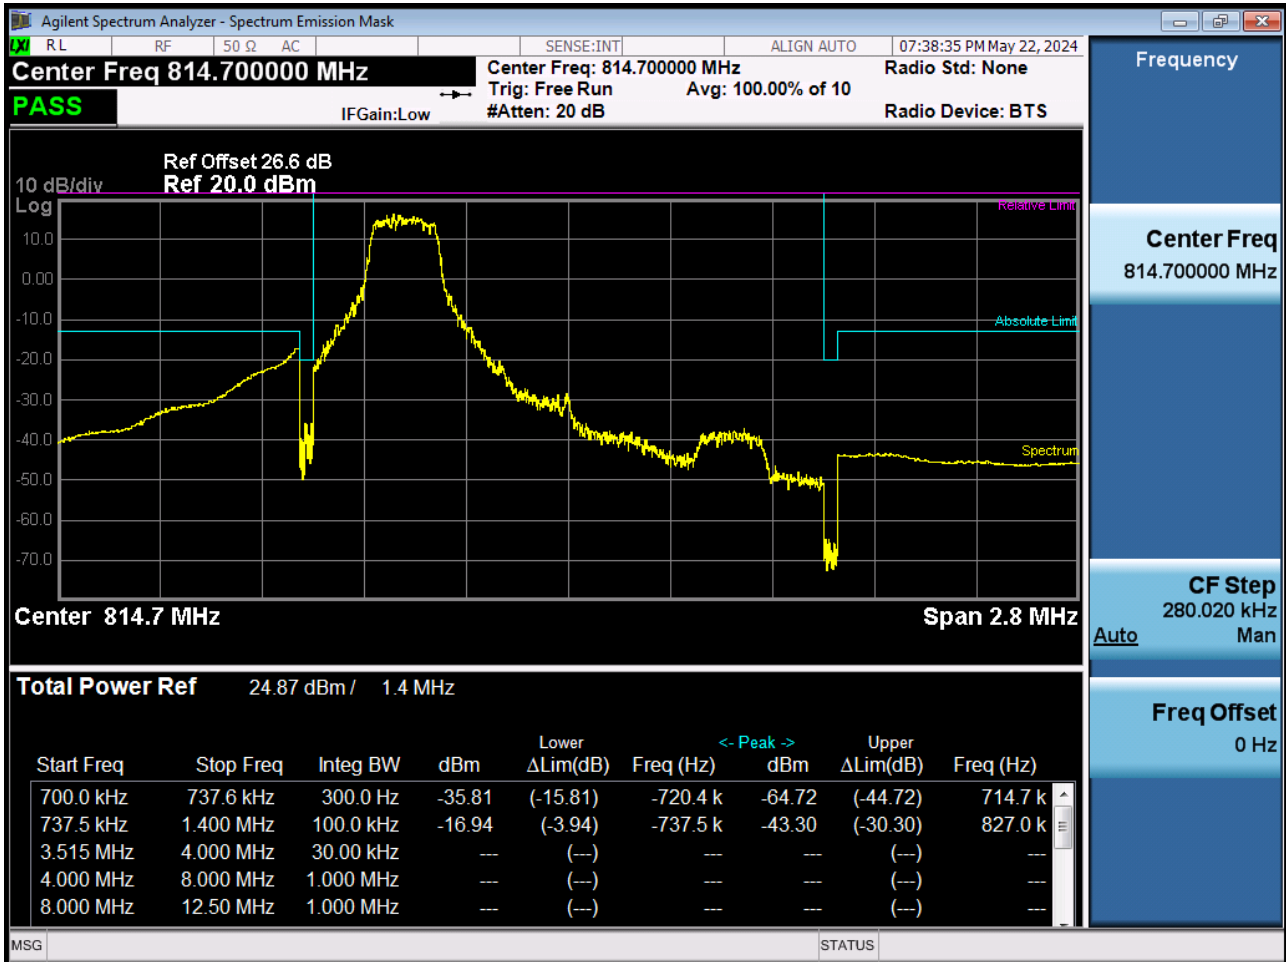 Agilent Spectrum Analyzer - Spectrum Emission Mask
LXI RL RF 50 Ω AC SENSE:INT ALIGN AUTO 07:38:35 PM May 22, 2024
Center Freq 814.700000 MHz
Center Freq: 814.700000 MHz
Radio Std: None
Trig: Free Run
Avg: 100.00% of 10
PASS
IFGain:Low
#Atten: 20 dB
Radio Device: BTS
Ref Offset 26.6 dB
10 dB/div Ref 20.0 dBm
Log
Relative Limit
10.0
0.00
-10.0
Absolute Limit
-20.0
-30.0
-40.0
Spectrum
-50.0
-60.0
-70.0
Center 814.7 MHz
Span 2.8 MHz
Total Power Ref 24.87 dBm / 1.4 MHz
Lower <- Peak -> Upper
Start Freq Stop Freq Integ BW dBm ΔLim(dB) Freq (Hz) dBm ΔLim(dB) Freq (Hz)
700.0 kHz 737.6 kHz 300.0 Hz -35.81 (-15.81) -720.4 k -64.72 (-44.72) 714.7 k
737.5 kHz 1.400 MHz 100.0 kHz -16.94 (-3.94) -737.5 k -43.30 (-30.30) 827.0 k
3.515 MHz 4.000 MHz 30.00 kHz --- (---) --- --- (---) ---
4.000 MHz 8.000 MHz 1.000 MHz --- (---) --- --- (---) ---
8.000 MHz 12.50 MHz 1.000 MHz --- (---) --- --- (---) ---
MSG
STATUS
Frequency
Center Freq
814.700000 MHz
CF Step
280.020 kHz
Auto Man
Freq Offset
0 Hz